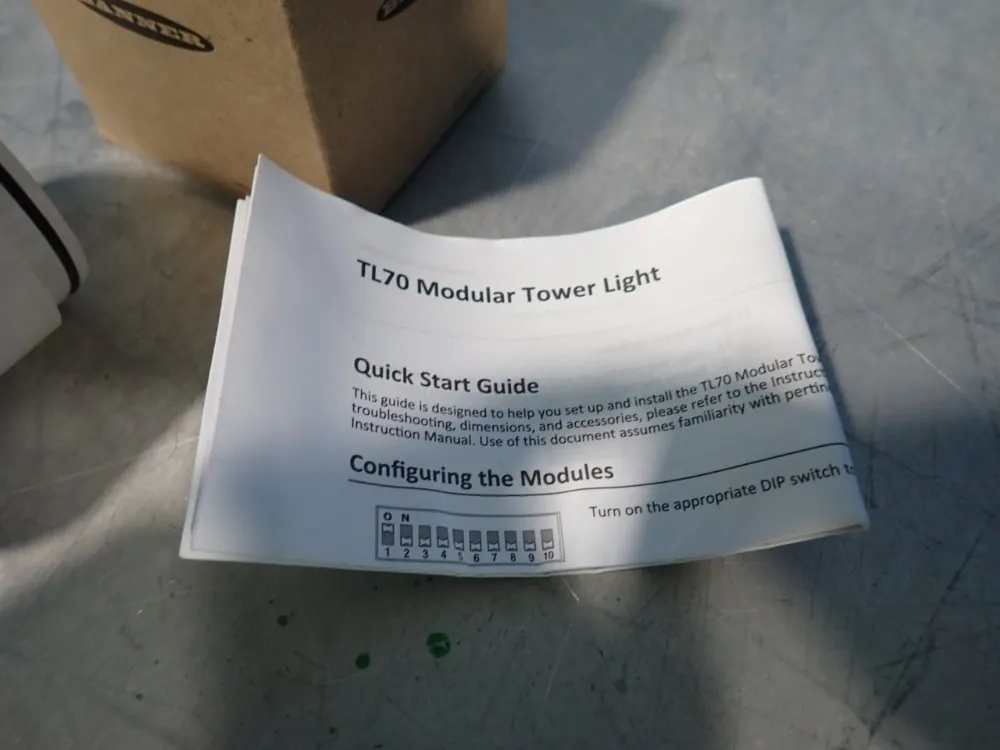 BANNER
TL70 Modular Tower Light
Quick Start Guide
This guide is designed to help you set up and install the TL70 Modular
troubleshooting, dimensions, and accessories, please refer to the
Instruction Manual. Use of this document assumes familiarity with
Configuring the Modules
Turn on the appropriate DIP switch
O N
1 2 3 4 5 6 7 8 9 10